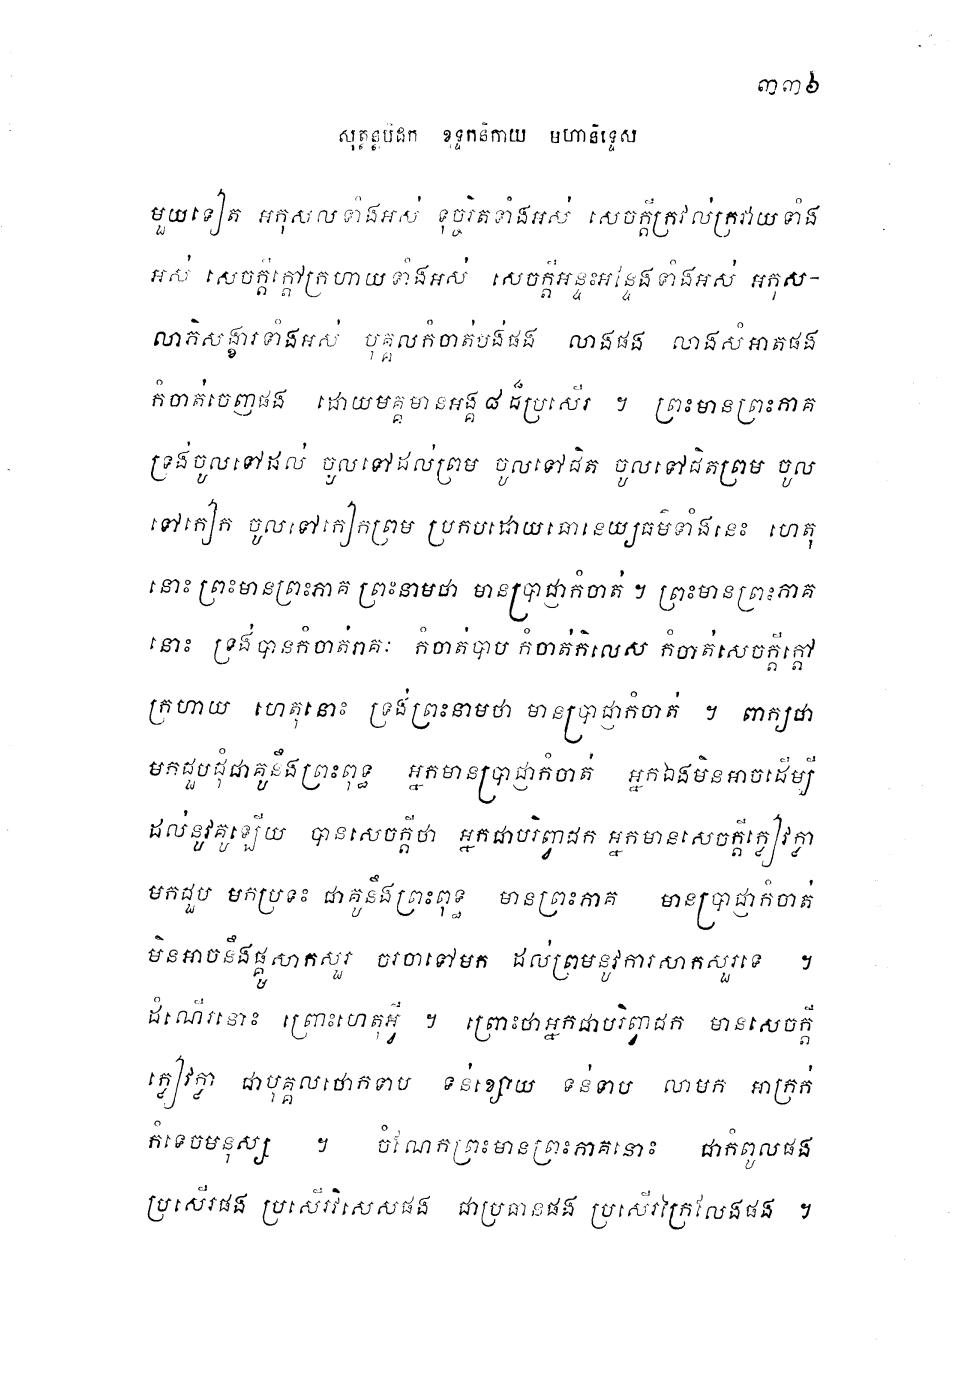 ៣៣៦
សុត្តន្តបិដក ខុទ្ទកនិកាយ មហានិទ្ទេស
មួយទៀត អកុសលទាំងអស់ ទុច្ចរិតទាំងអស់ សេចក្តីក្រវល់ក្រវាយទាំង
អស់ សេចក្តីក្តៅក្រហាយទាំងអស់ សេចក្តីអន្ទះអន្ទែងទាំងអស់ អកុស-
លាភិសង្ខារទាំងអស់ បុគ្គលកំចាត់បង់ផង លាងផង លាងសំអាតផង
កំចាត់ចេញផង ដោយមគ្គមានអង្គ ៨ ដ៏ប្រសើរ ។ ព្រះមានព្រះភាគ
ទ្រង់ចូលទៅដល់ ចូលទៅដល់ព្រម ចូលទៅជិត ចូលទៅជិតព្រម ចូល
ទៅកៀក ចូលទៅកៀកព្រម ប្រកបដោយធោនេយ្យធម៌ទាំងនេះ ហេតុ
នោះ ព្រះមានព្រះភាគ ព្រះនាមថា មានប្រាជ្ញាកំចាត់ ។ ព្រះមានព្រះភាគ
នោះ ទ្រង់បានកំចាត់រាគៈ កំចាត់បាប កំចាត់កិលេស កំចាត់សេចក្តីក្តៅ
ក្រហាយ ហេតុនោះ ទ្រង់ព្រះនាមថា មានប្រាជ្ញាកំចាត់ ។ ពាក្យថា
មកជួបជុំជាគូនឹងព្រះពុទ្ធ អ្នកមានប្រាជ្ញាកំចាត់ អ្នកឯងមិនអាចដើម្បី
ដល់នូវគូឡើយ បានសេចក្តីថា អ្នកជាបរិព្វាជក អ្នកមានសេចក្តីភ្ងៀវភ្ងា
មកជួប មកប្រទះ ជាគូនឹងព្រះពុទ្ធ មានព្រះភាគ មានប្រាជ្ញាកំចាត់
មិនអាចនឹងផ្គូសាកសួរ ចរចាទៅមក ដល់ព្រមនូវការសាកសួរទេ ។
ដំណើរនោះ ព្រោះហេតុអ្វី ។ ព្រោះថាអ្នកជាបរិព្វាជក មានសេចក្តី
ភ្ងៀវភ្ងា ជាបុគ្គលថោកទាប ទន់ខ្សោយ ទន់ទាប លាមក អាក្រក់
កំទេចមនុស្ស ។ ចំណែកព្រះមានព្រះភាគនោះ ជាកំពូលផង
ប្រសើរផង ប្រសើរវិសេសផង ជាប្រធានផង ប្រសើរក្រៃលែងផង ។